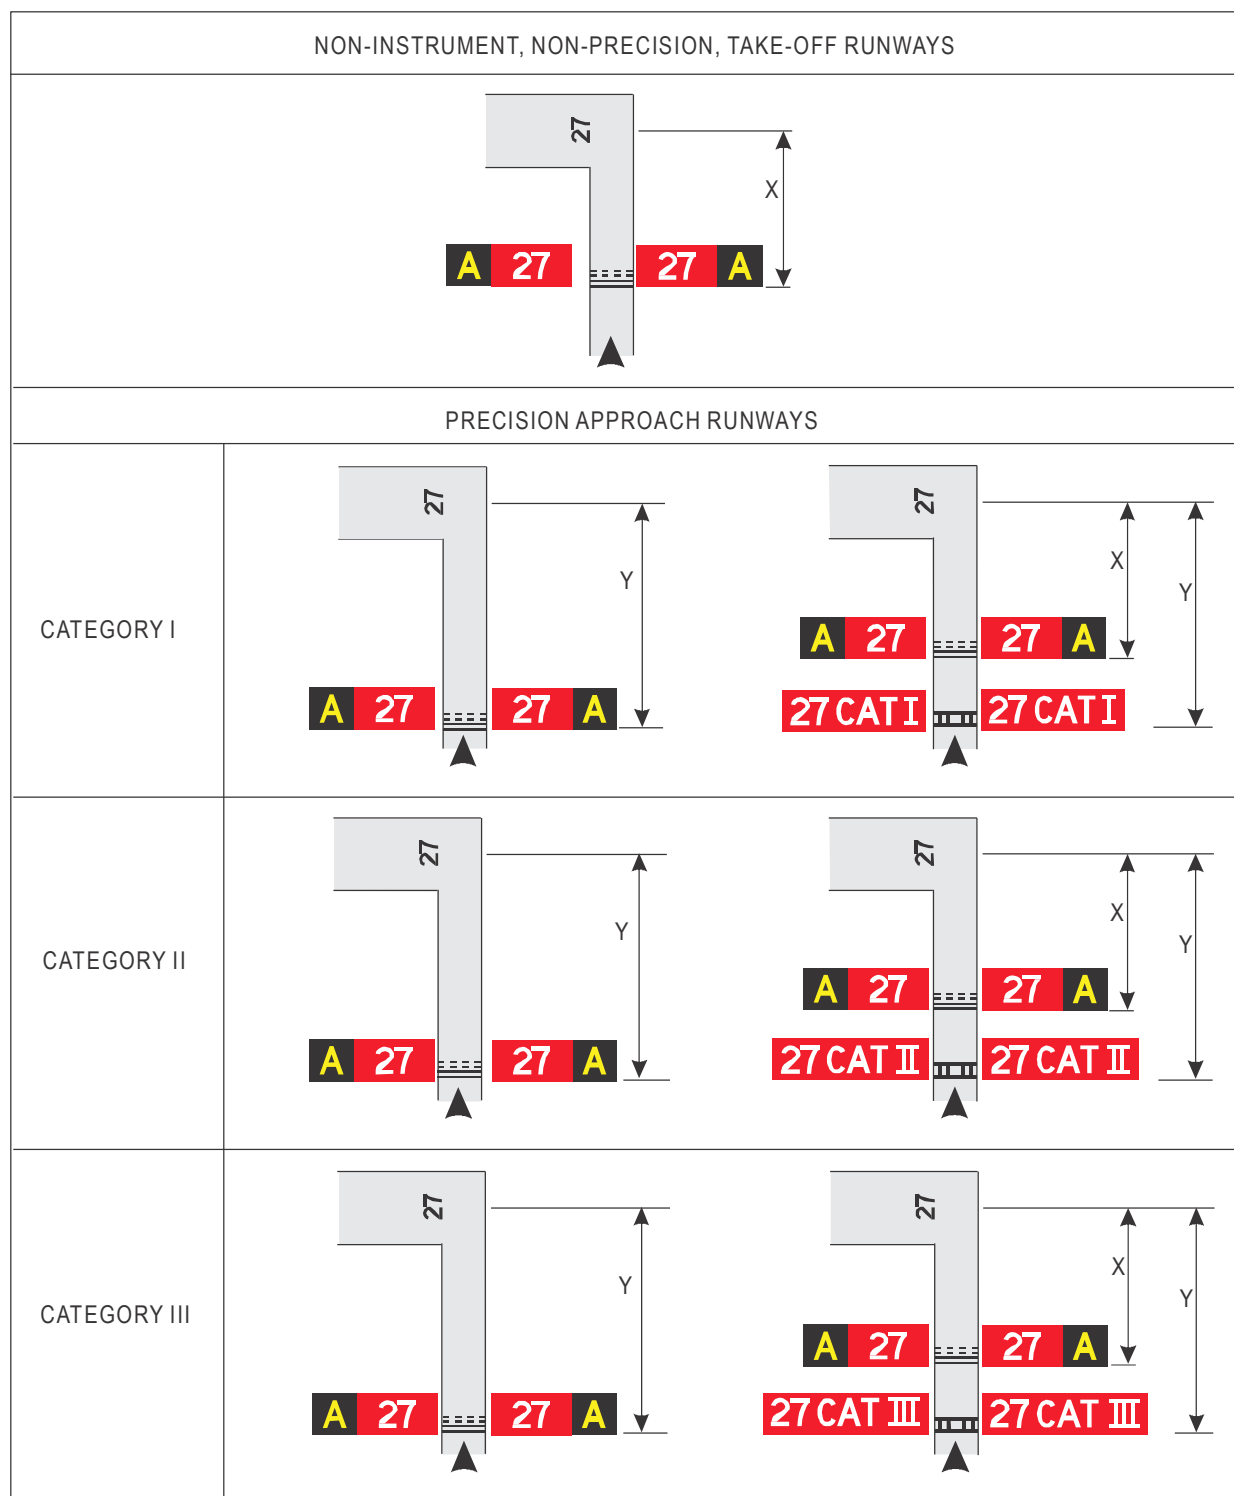 NON-INSTRUMENT, NON-PRECISION, TAKE-OFF RUNWAYS
27
X
A 27 27 A
PRECISION APPROACH RUNWAYS
CATEGORY I
27
Y
A 27 27 A
27
X
Y
A 27 27 A
27 CAT I 27 CAT I
CATEGORY II
27
Y
A 27 27 A
27
X
Y
A 27 27 A
27 CAT II 27 CAT II
CATEGORY III
27
Y
A 27 27 A
27
X
Y
A 27 27 A
27 CAT III 27 CAT III